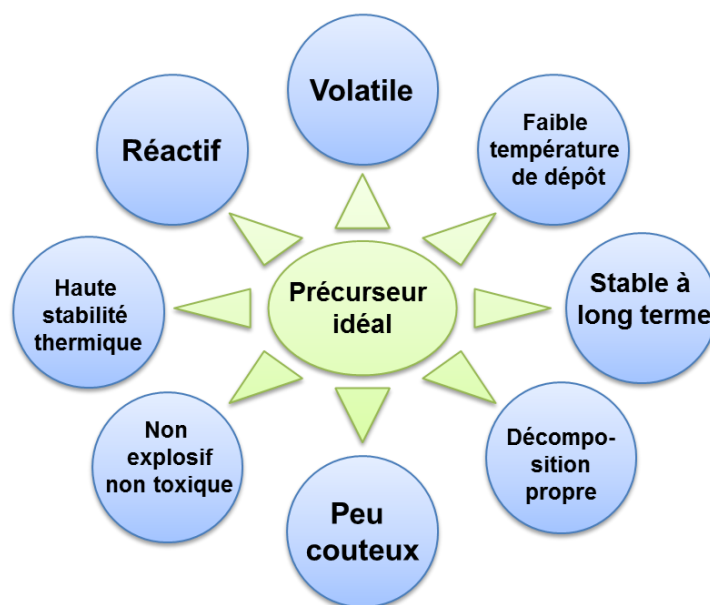 Volatile
Faible
température
de dépôt
Stable à
long terme
Décompo-
sition
propre
Peu
couteux
Non
explosif
non toxique
Haute
stabilité
thermique
Réactif
Précurseur
idéal